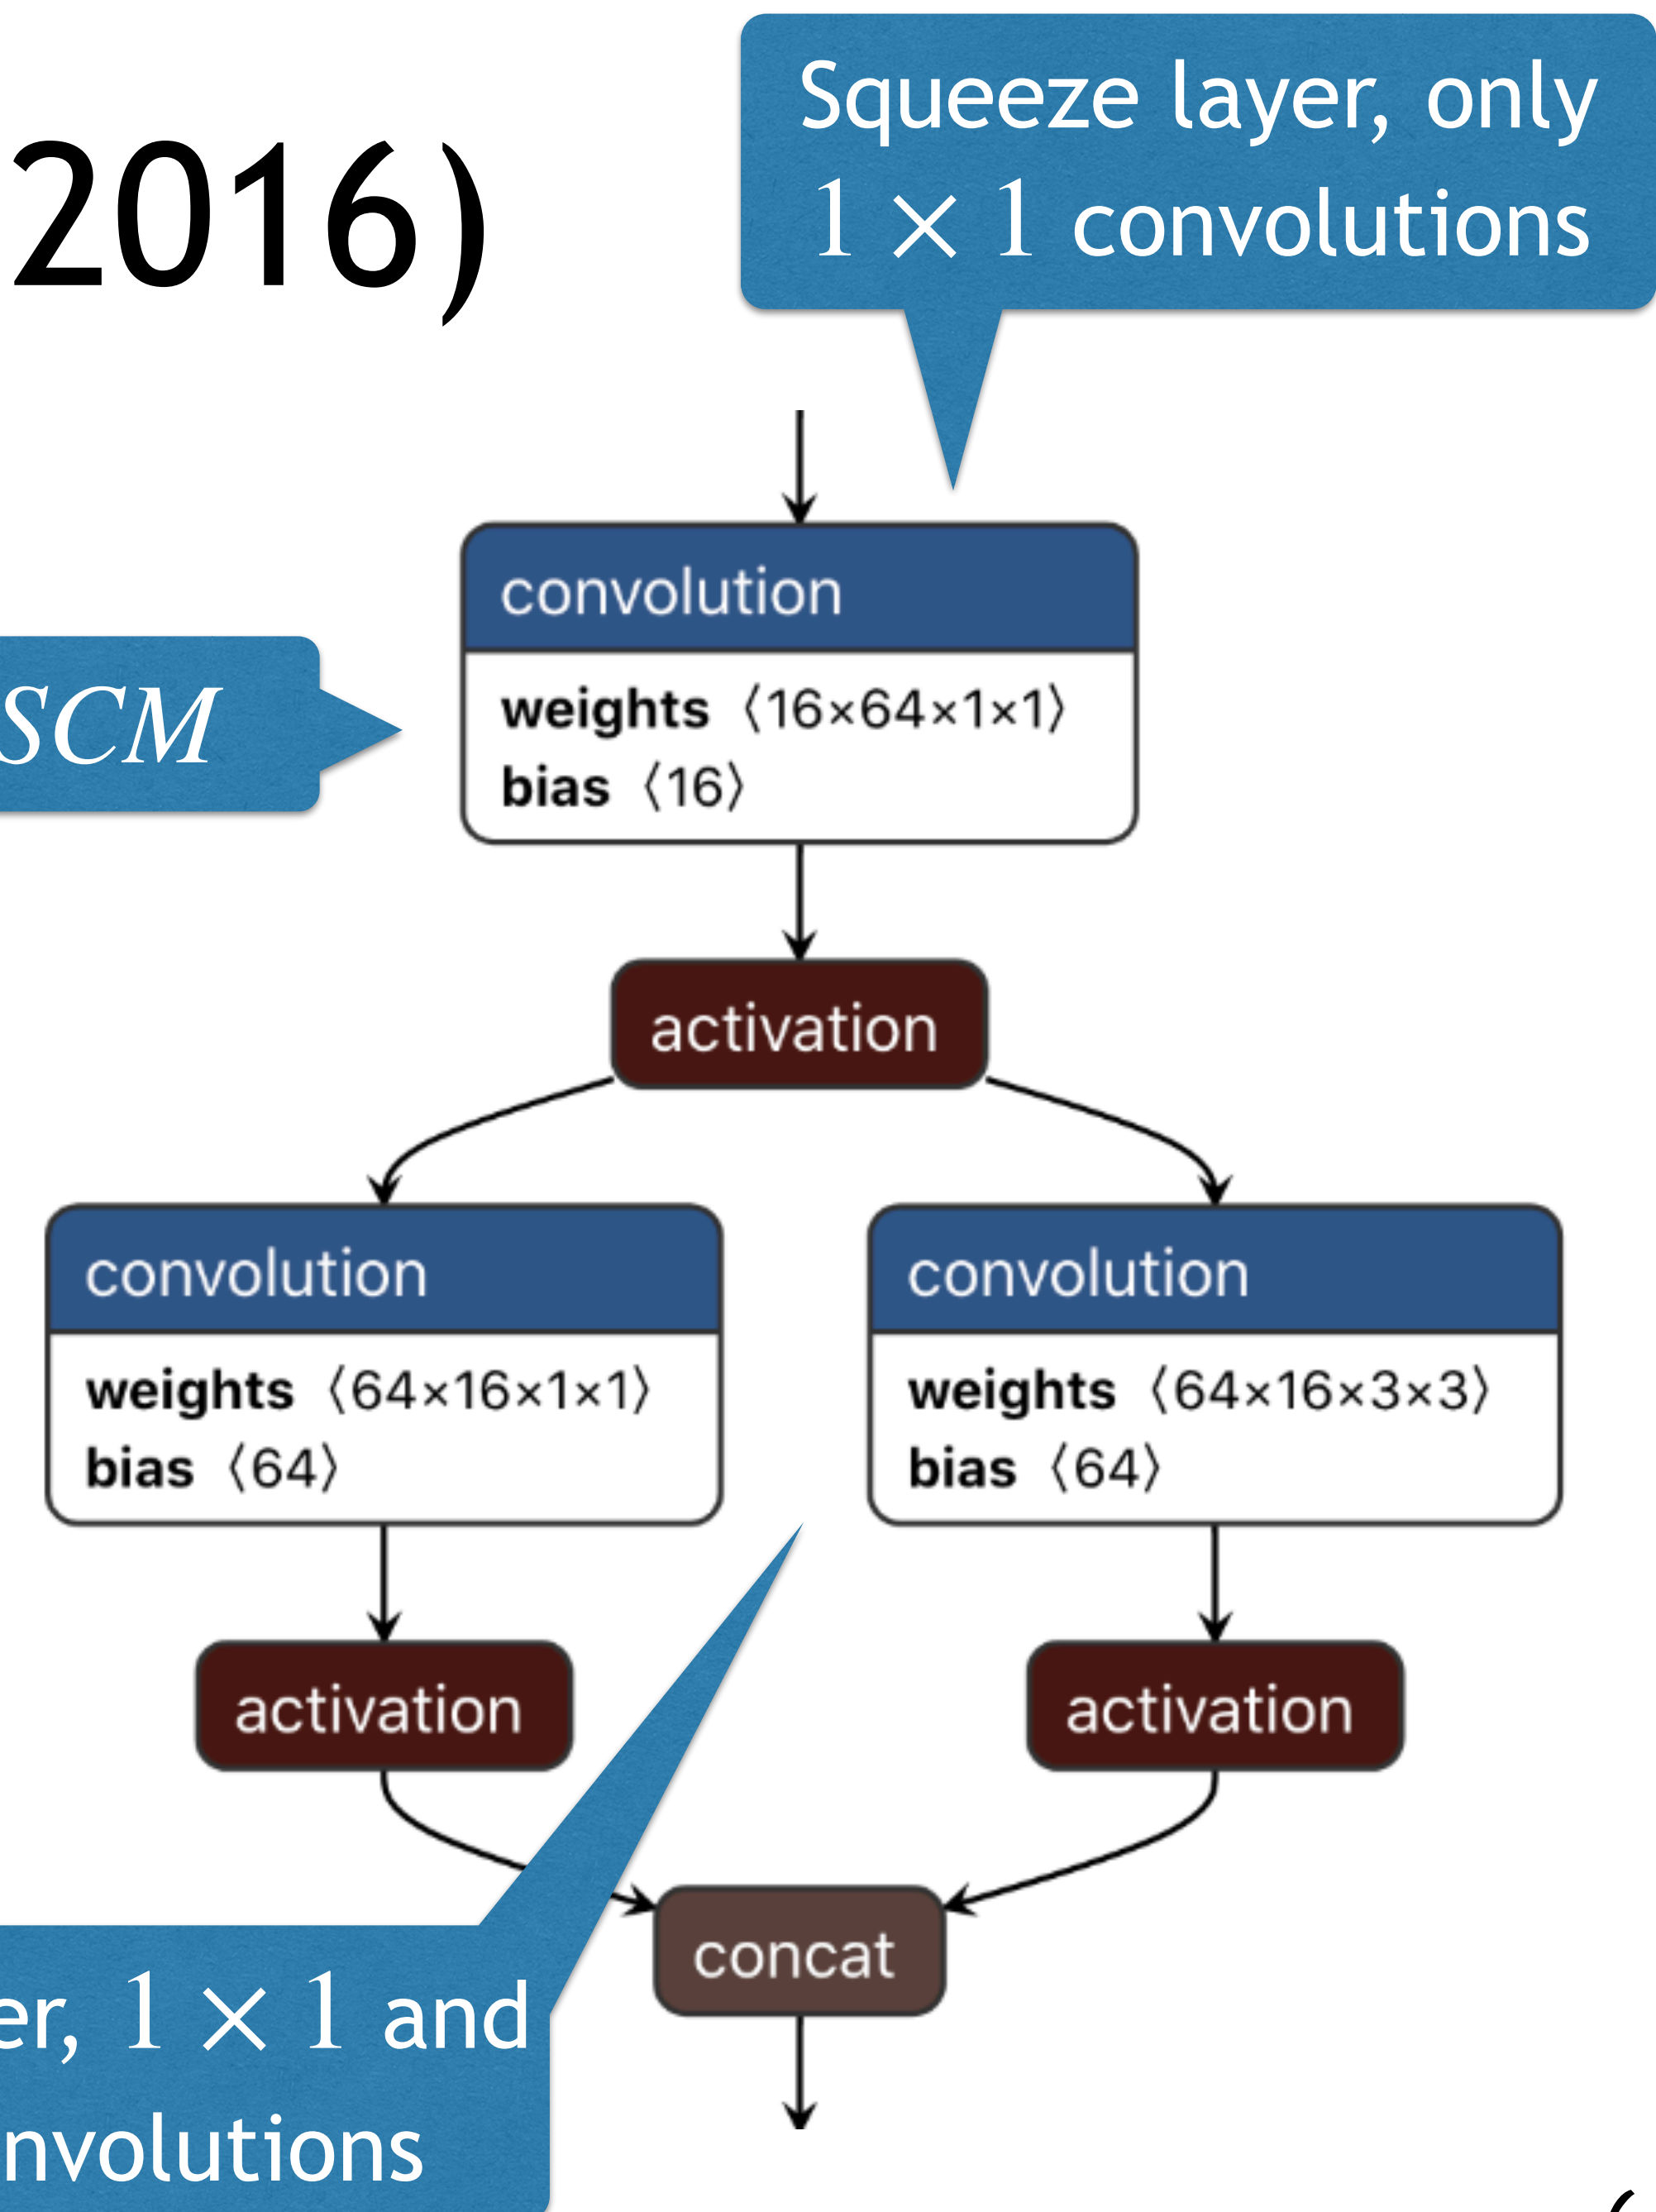 2016)
Squeeze layer, only
1 × 1 convolutions
convolution
weights ⟨16×64×1×1⟩
bias ⟨16⟩
SCM
activation
convolution
weights ⟨64×16×1×1⟩
bias ⟨64⟩
convolution
weights ⟨64×16×3×3⟩
bias ⟨64⟩
activation
activation
concat
er, 1 × 1 and
nvolutions